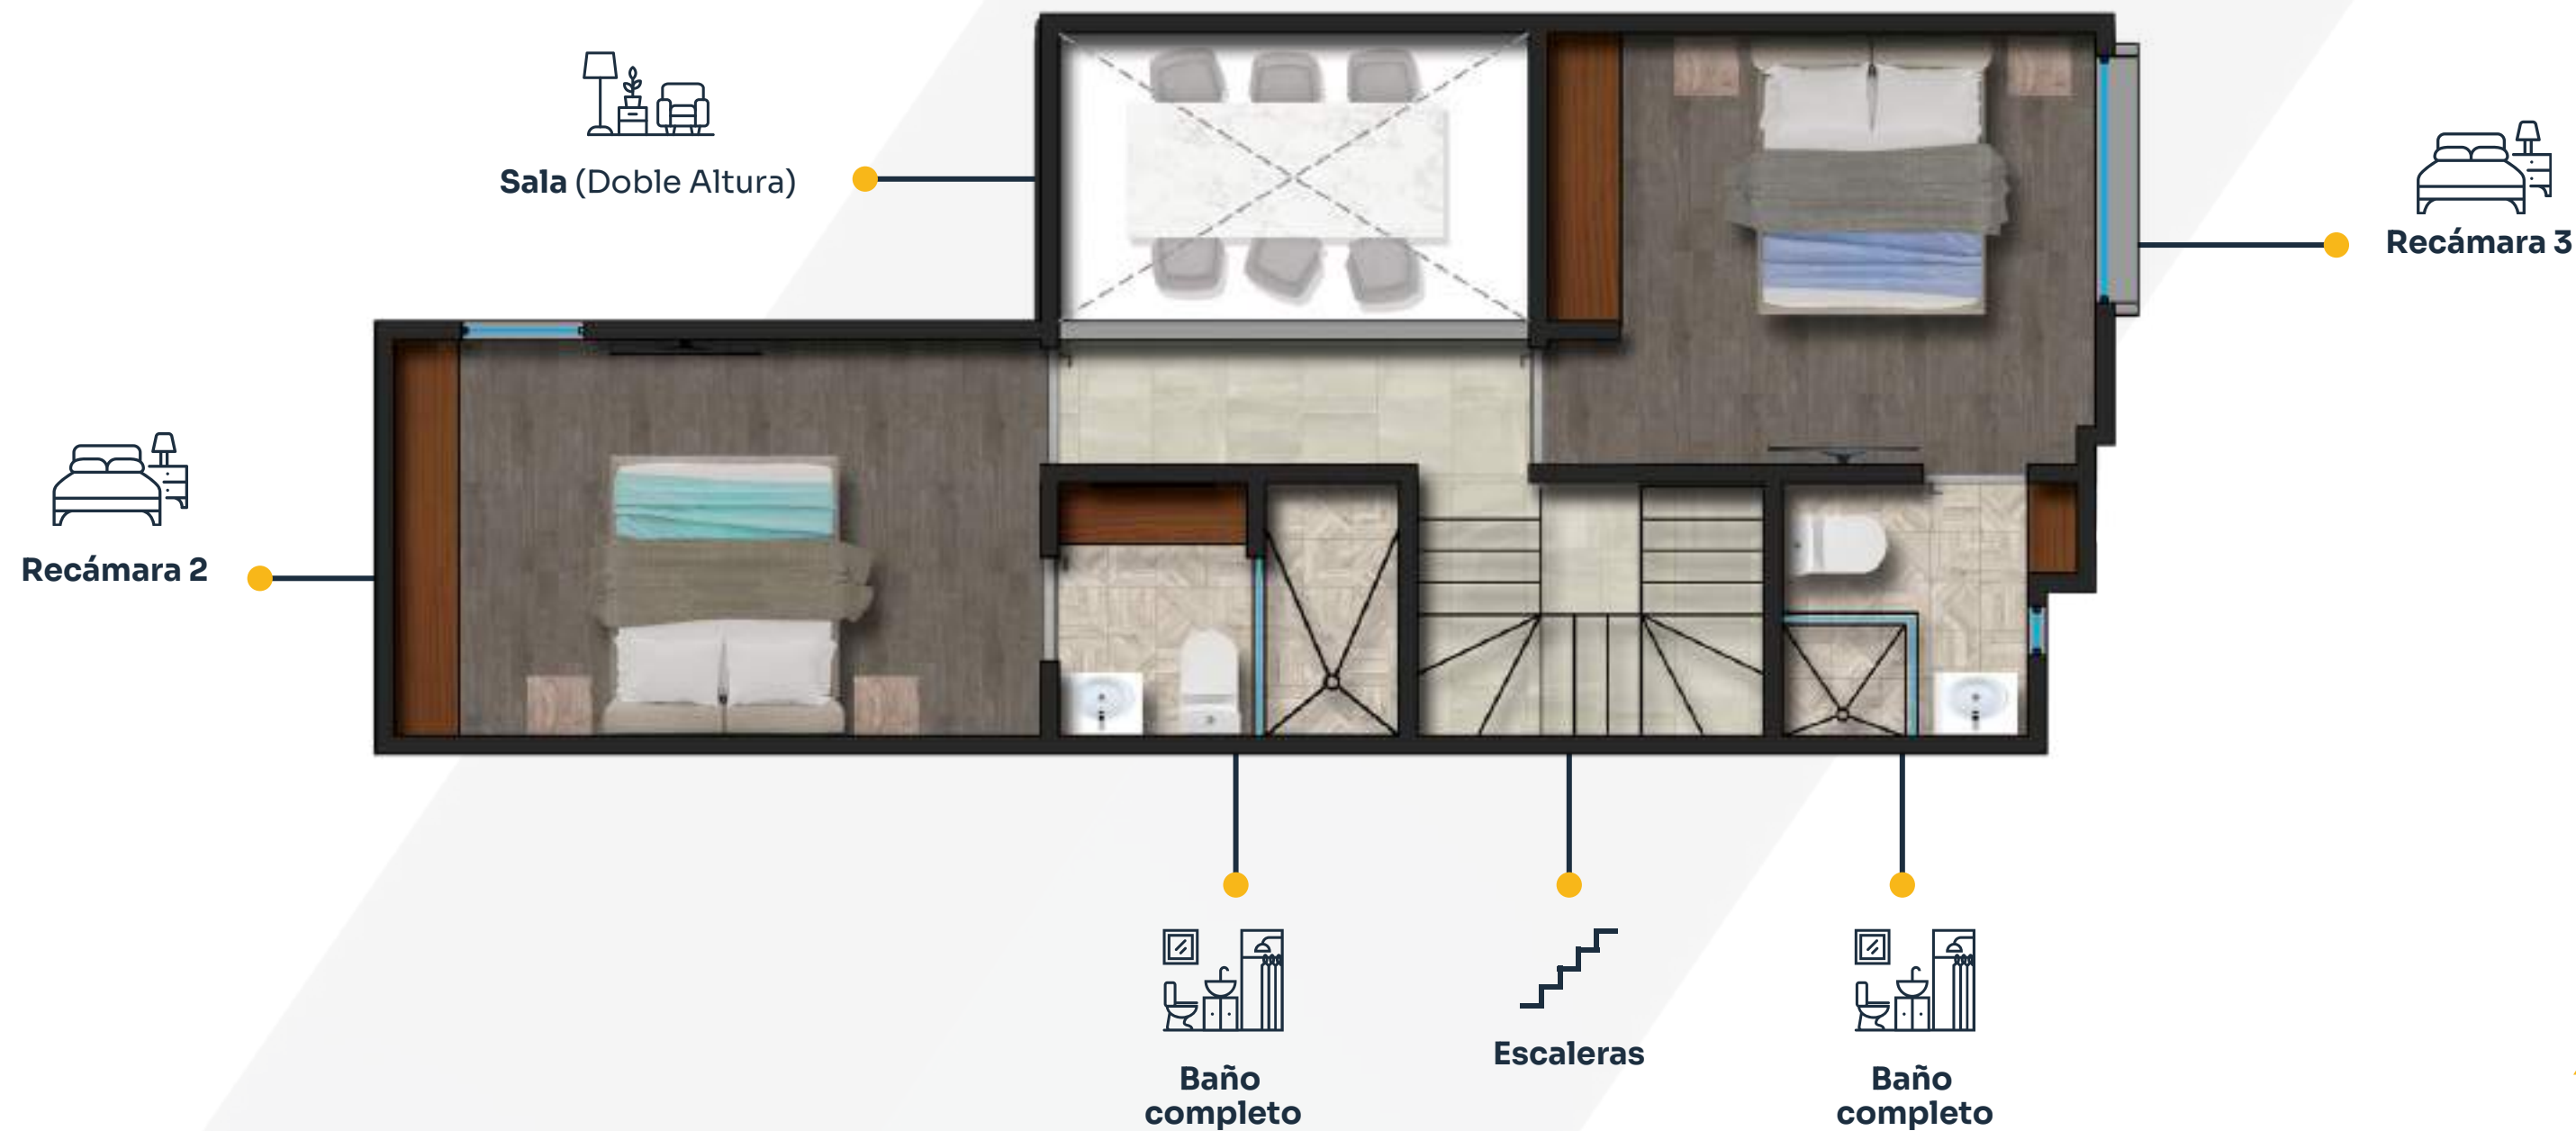 Sala (Doble Altura)
Recámara 3
Recámara 2
Baño
completo
Escaleras
Baño
completo